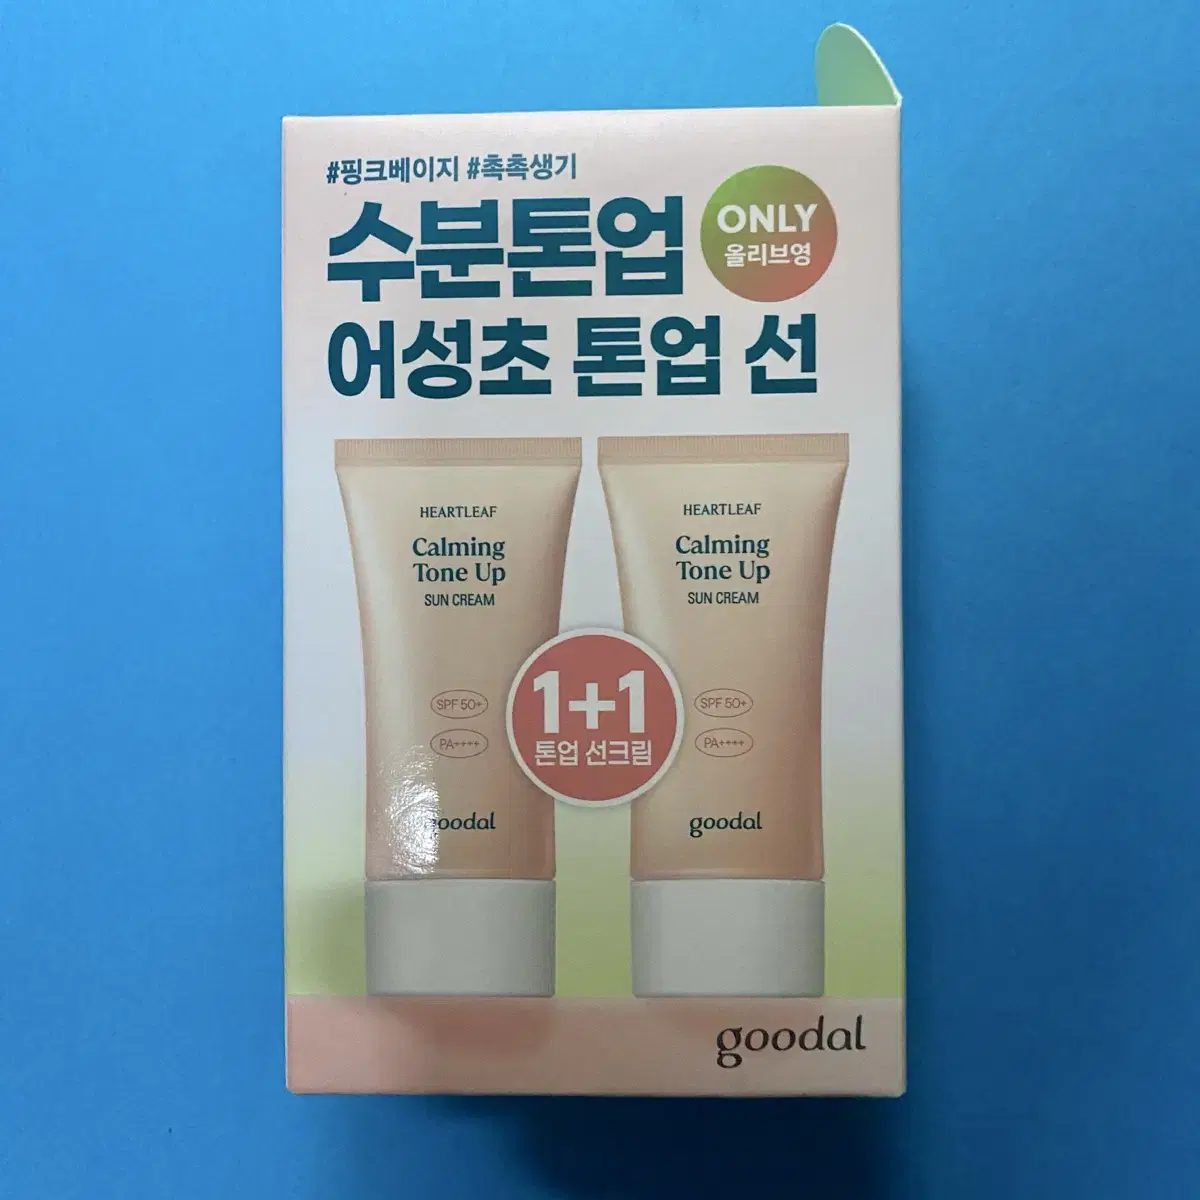 #핑크베이지 #촉촉생기
수분톤업
ONLY
올리브영
어성초 톤업 선
HEARTLEAF
Calming
Tone Up
SUN CREAM
SPF 50+
PA++++
goodal
HEARTLEAF
Calming
Tone Up
SUN CREAM
SPF 50+
PA++++
goodal
1+1
톤업 선크림
goodal